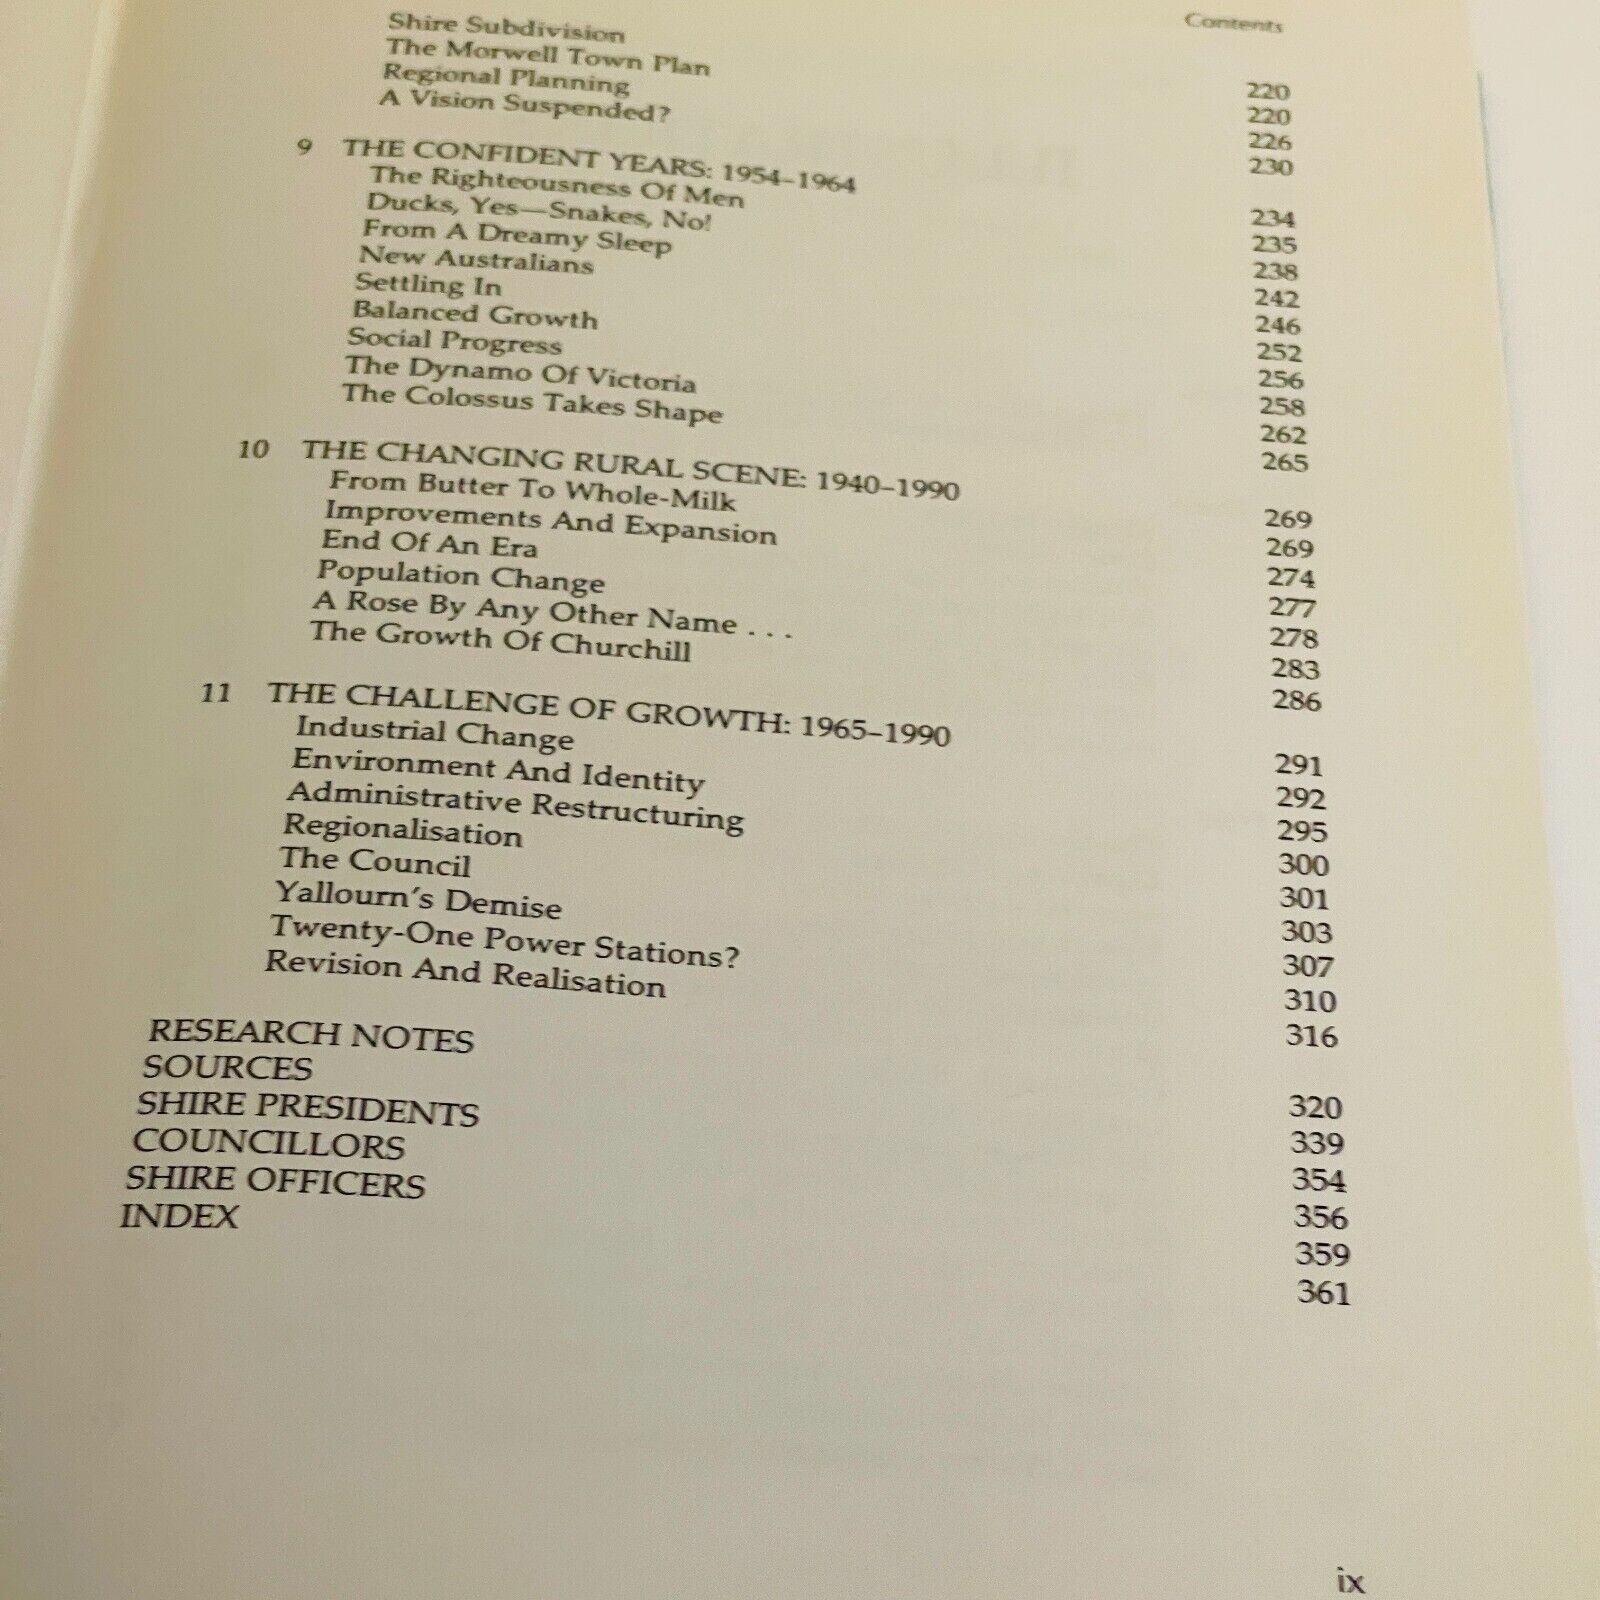 Contents
Shire Subdivision 220
The Morwell Town Plan 220
Regional Planning 226
A Vision Suspended? 230
9 THE CONFIDENT YEARS: 1954–1964 234
The Righteousness Of Men 235
Ducks, Yes—Snakes, No! 238
From A Dreamy Sleep 242
New Australians 246
Settling In 252
Balanced Growth 256
Social Progress 258
The Dynamo Of Victoria 262
The Colossus Takes Shape 265
10 THE CHANGING RURAL SCENE: 1940–1990 269
From Butter To Whole-Milk 269
Improvements And Expansion 274
End Of An Era 277
Population Change 278
A Rose By Any Other Name . . . 283
The Growth Of Churchill 286
11 THE CHALLENGE OF GROWTH: 1965–1990 291
Industrial Change 292
Environment And Identity 295
Administrative Restructuring 300
Regionalisation 301
The Council 303
Yallourn's Demise 307
Twenty-One Power Stations? 310
Revision And Realisation 316
RESEARCH NOTES 320
SOURCES 339
SHIRE PRESIDENTS 354
COUNCILLORS 356
SHIRE OFFICERS 359
INDEX 361
ix